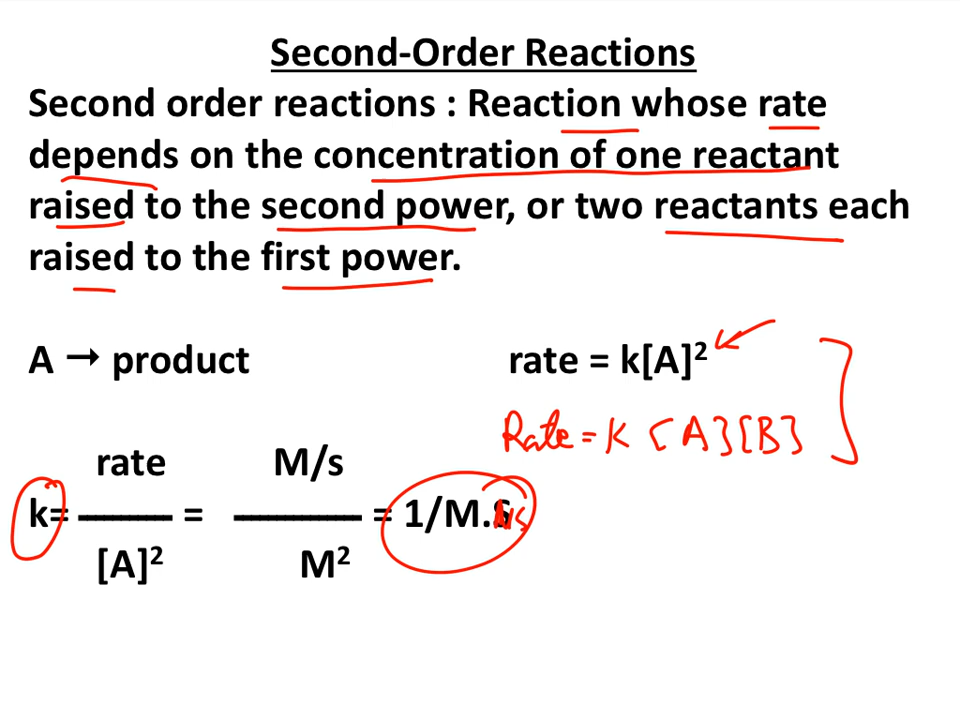 Second-Order Reactions
Second order reactions : Reaction whose rate
depends on the concentration of one reactant
raised to the second power, or two reactants each
raised to the first power.
A → product rate = k[A]²
Rate = K [A][B]
rate M/s
k= ───── = ───── = 1/M.S
[A]² M²